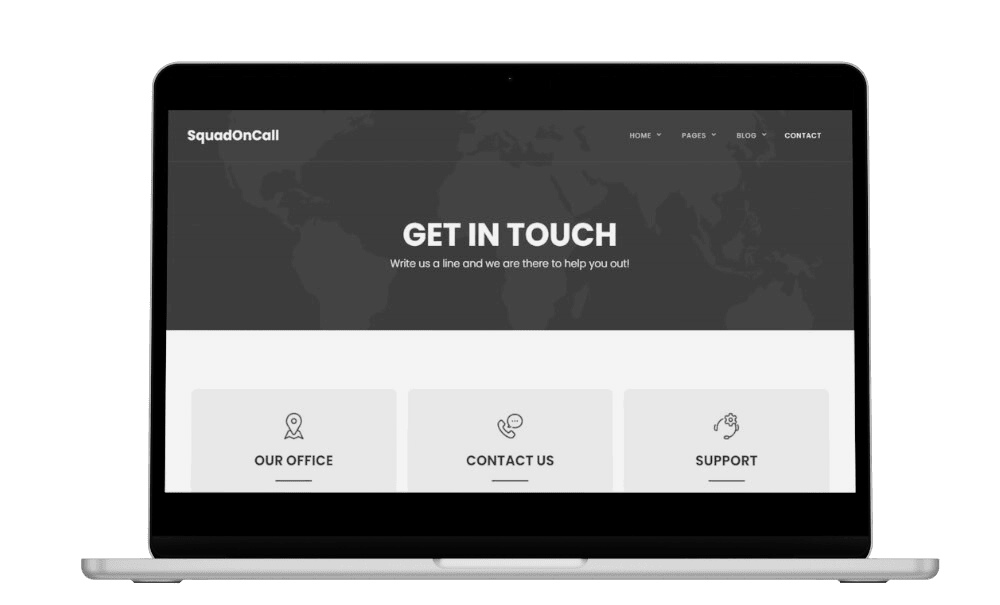 SquadOnCall
HOME PAGES BLOG CONTACT
GET IN TOUCH
Write us a line and we are there to help you out!
OUR OFFICE
CONTACT US
SUPPORT